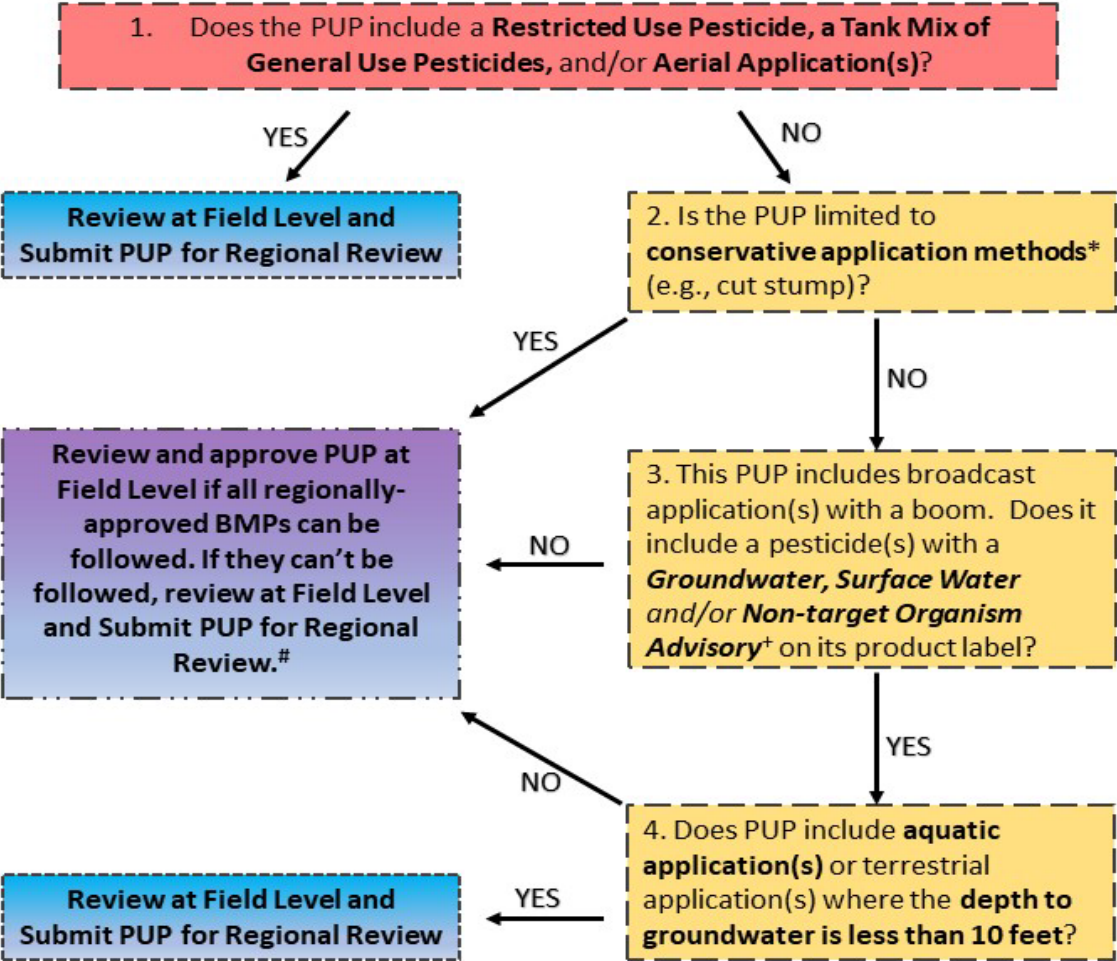 1. Does the PUP include a Restricted Use Pesticide, a Tank Mix of
General Use Pesticides, and/or Aerial Application(s)?
YES
NO
Review at Field Level and
Submit PUP for Regional Review
2. Is the PUP limited to
conservative application methods*
(e.g., cut stump)?
YES
NO
Review and approve PUP at
Field Level if all regionally-
approved BMPs can be
followed. If they can't be
followed, review at Field Level
and Submit PUP for Regional
Review.#
NO
3. This PUP includes broadcast
application(s) with a boom. Does it
include a pesticide(s) with a
Groundwater, Surface Water
and/or Non-target Organism
Advisory+ on its product label?
YES
NO
4. Does PUP include aquatic
application(s) or terrestrial
application(s) where the depth to
groundwater is less than 10 feet?
YES
Review at Field Level and
Submit PUP for Regional Review